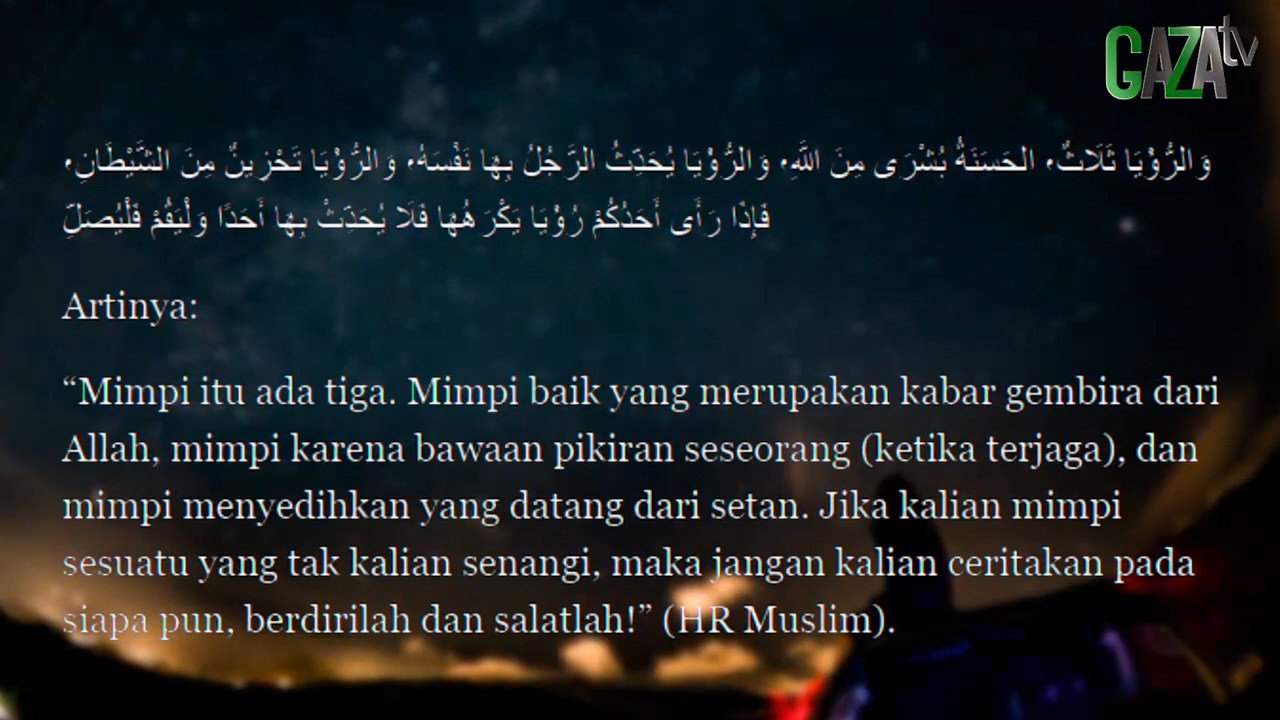 GAZAtv
وَالرُّؤْيَا ثَلَاثٌ، الحَسَنَةُ بُشْرَى مِنَ اللَّهِ، وَالرُّؤْيَا يُحَدِّثُ الرَّجُلُ بِهَا نَفْسَهُ، وَالرُّؤْيَا تَحْزِينٌ مِنَ الشَّيْطَانِ،
فَإِذَا رَأَى أَحَدُكُمْ رُؤْيَا يَكْرَهُهَا فَلَا يُحَدِّثْ بِهَا أَحَدًا وَلْيَقُمْ فَلْيُصَلِّ
Artinya:
“Mimpi itu ada tiga. Mimpi baik yang merupakan kabar gembira dari
Allah, mimpi karena bawaan pikiran seseorang (ketika terjaga), dan
mimpi menyedihkan yang datang dari setan. Jika kalian mimpi
sesuatu yang tak kalian senangi, maka jangan kalian ceritakan pada
siapa pun, berdirilah dan salatlah!” (HR Muslim).